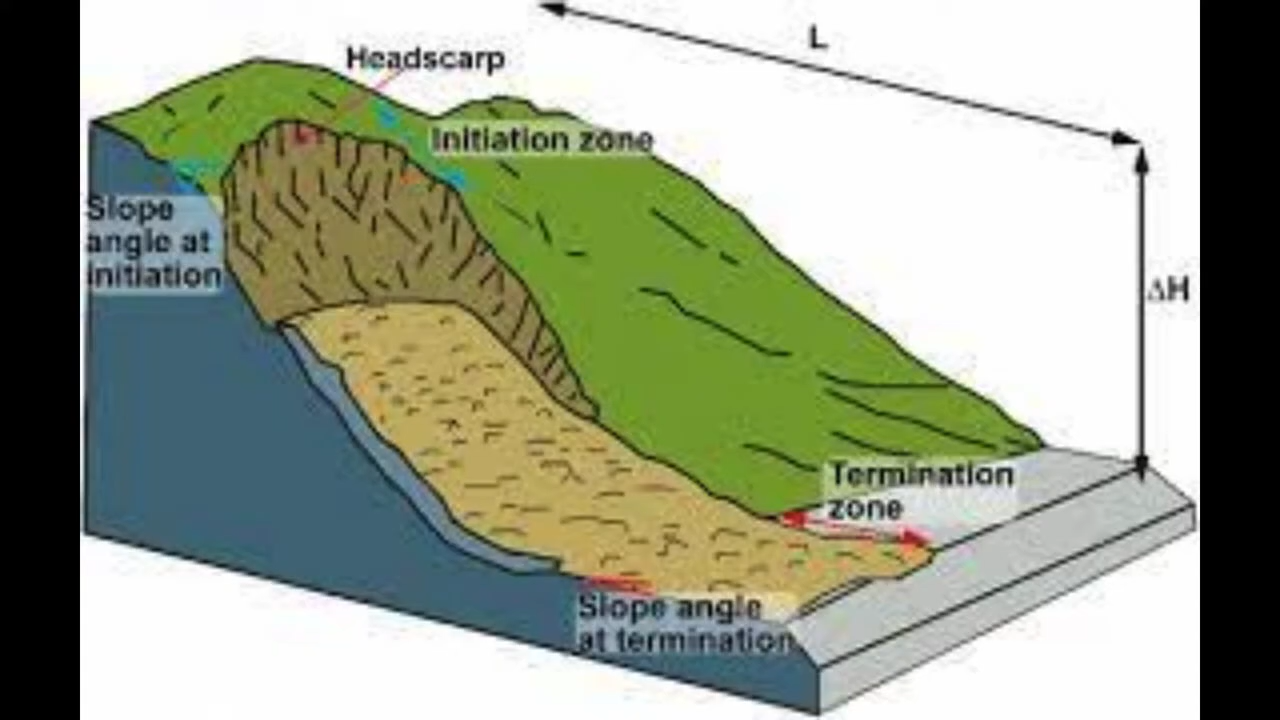 L
Headscarp
Initiation zone
Slope
angle at
initiation
ΔH
Termination
zone
Slope angle
at termination